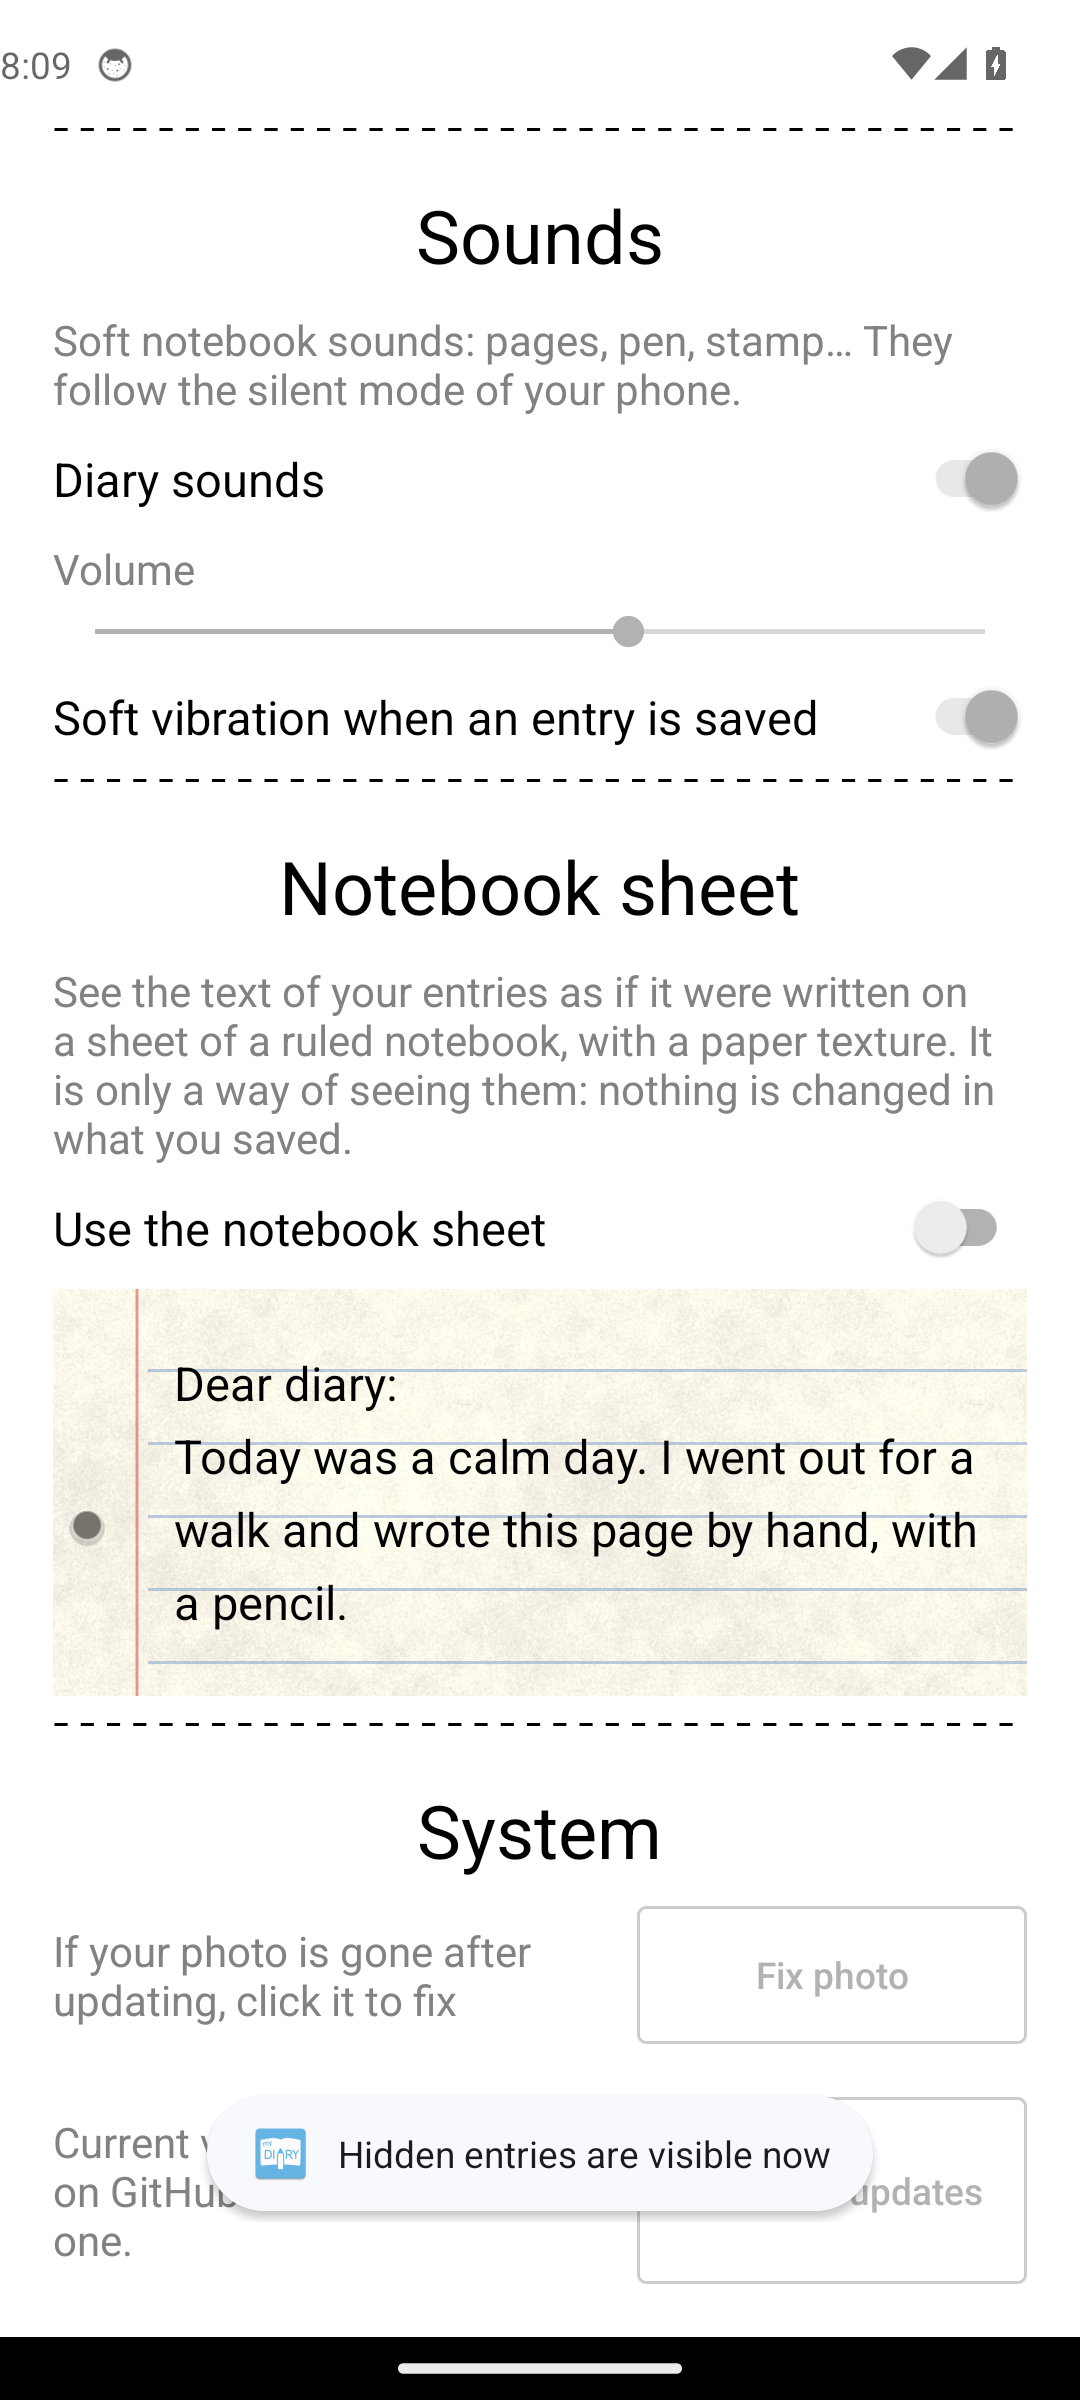 8:09
Sounds
Soft notebook sounds: pages, pen, stamp... They
follow the silent mode of your phone.
Diary sounds
Volume
Soft vibration when an entry is saved
Notebook sheet
See the text of your entries as if it were written on
a sheet of a ruled notebook, with a paper texture. It
is only a way of seeing them: nothing is changed in
what you saved.
Use the notebook sheet
Dear diary:
Today was a calm day. I went out for a
walk and wrote this page by hand, with
a pencil.
System
If your photo is gone after
updating, click it to fix
Fix photo
Current
on GitHub
one.
updates
my
DIARY
Hidden entries are visible now